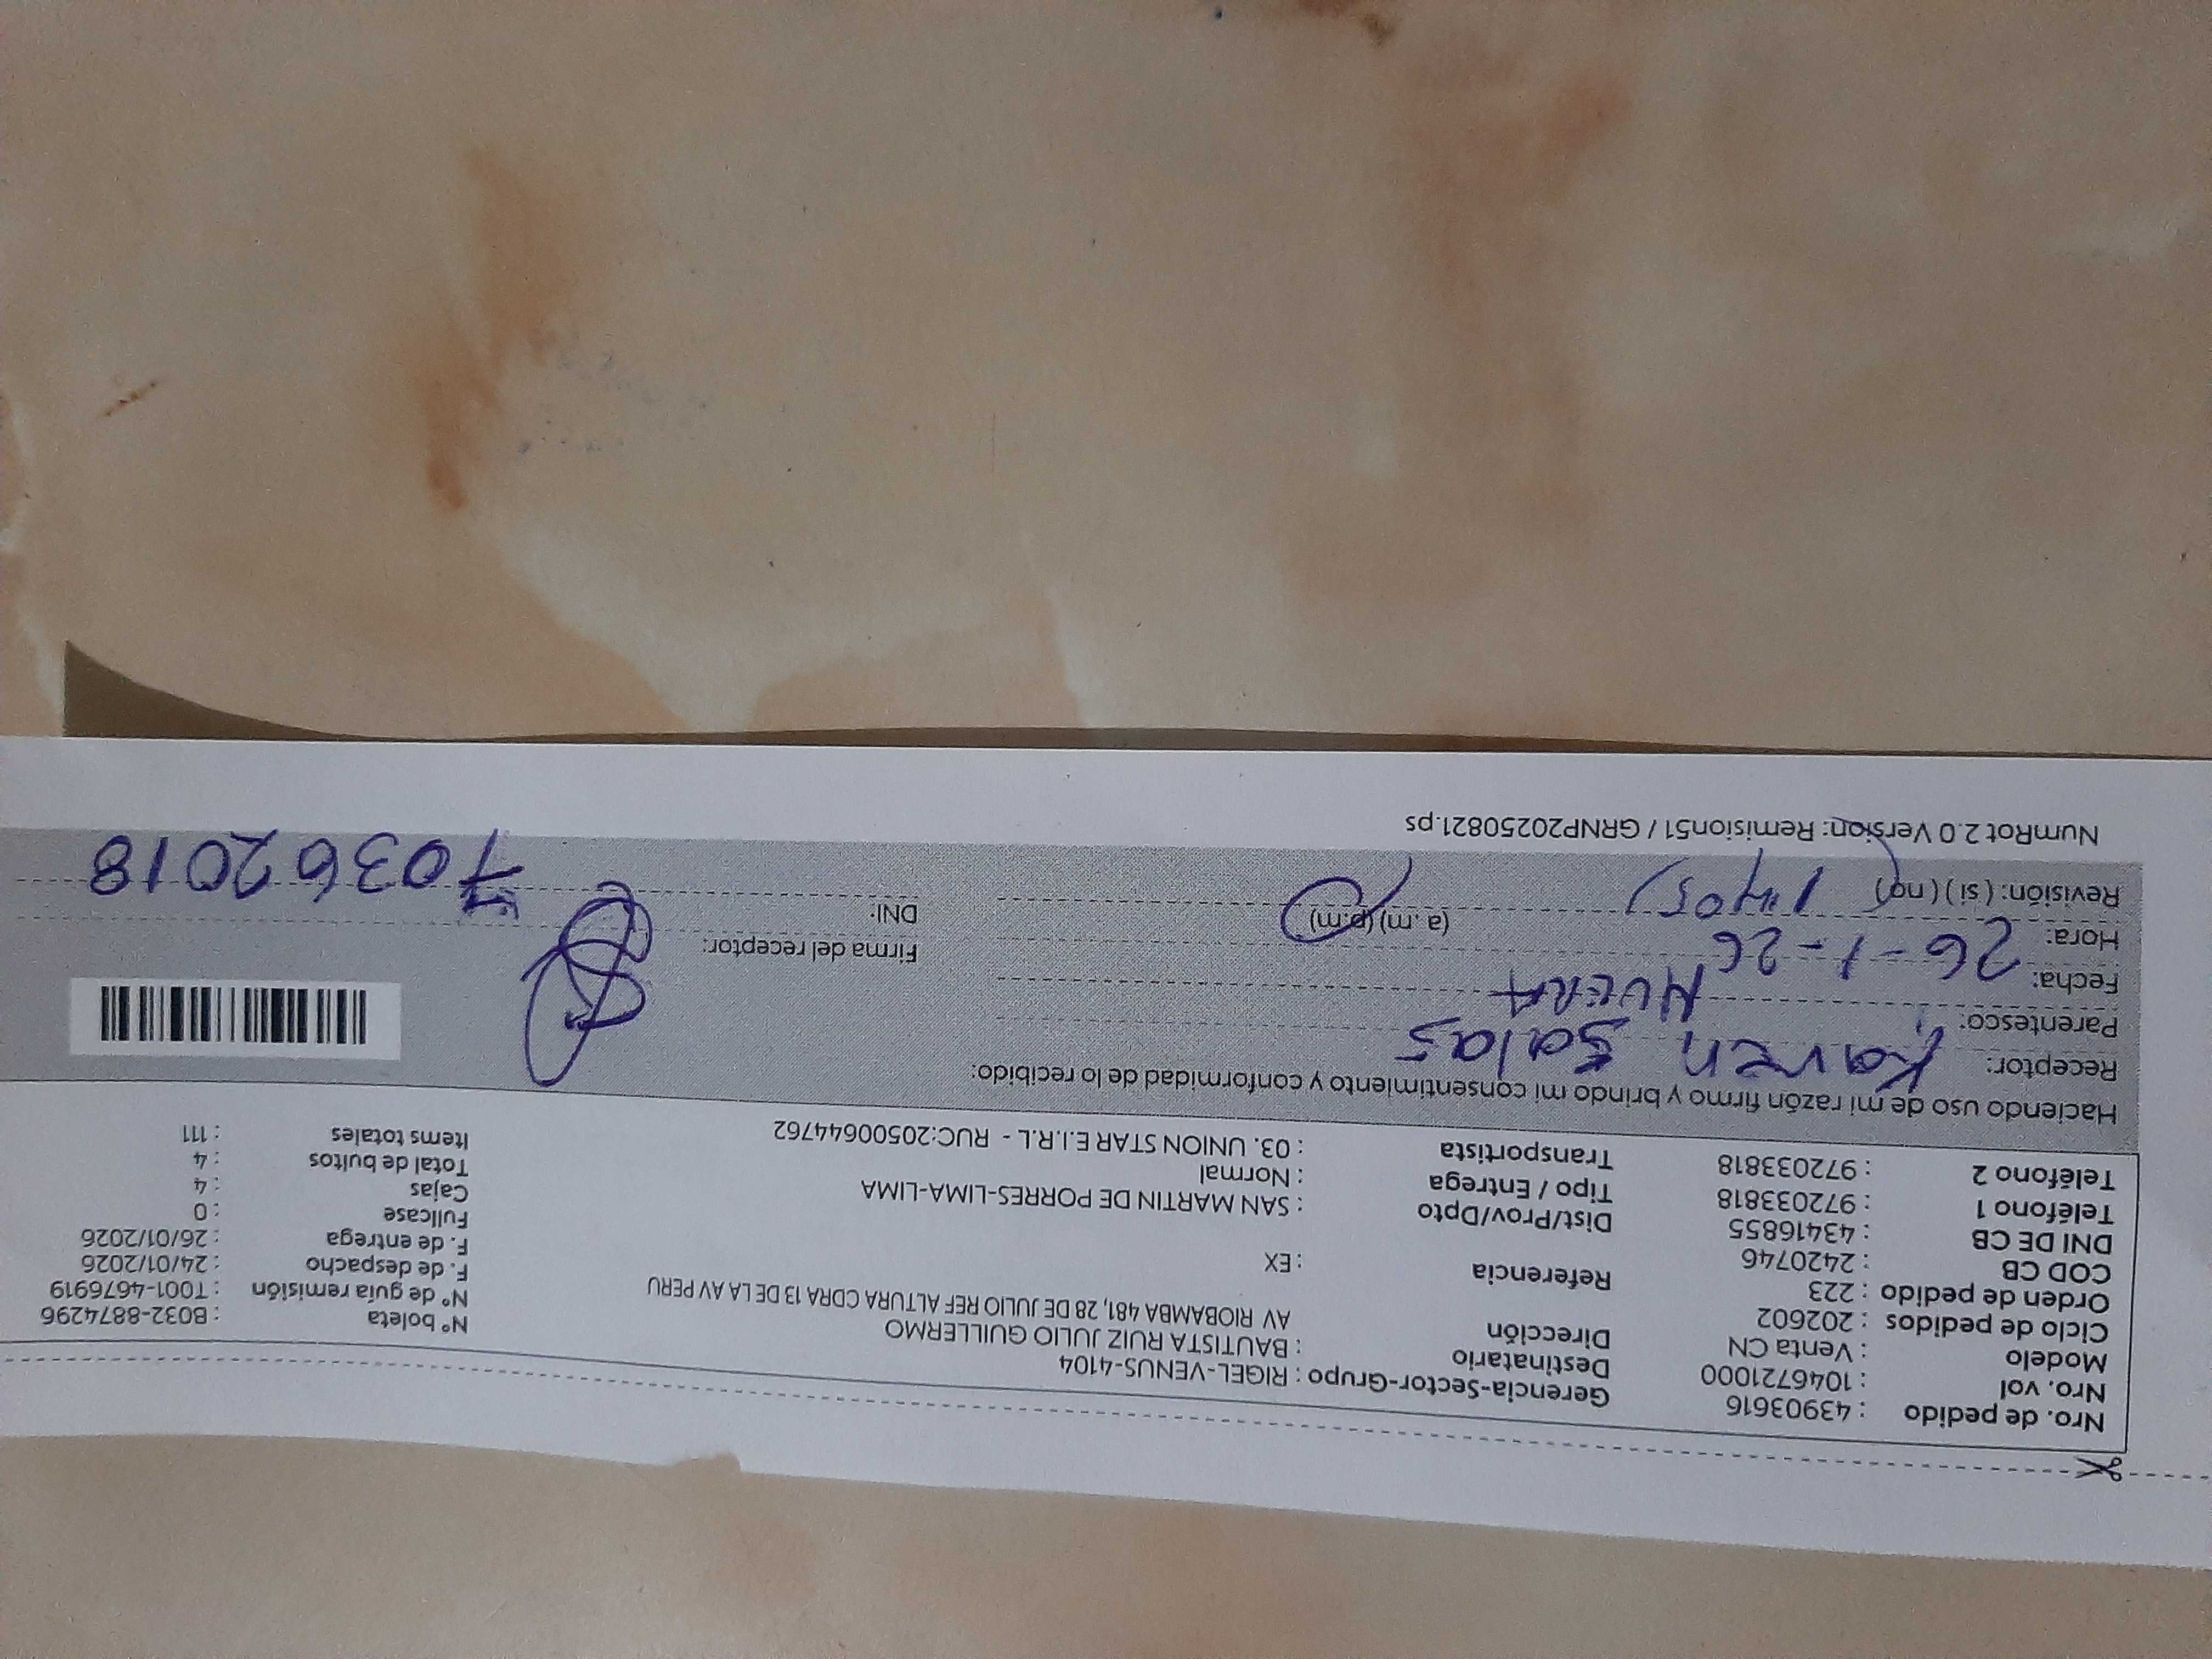 Nro. de pedido : 43903616 Gerencia-Sector-Grupo : RIGEL-VENUS-4104
Nro. vol : 1046721000 Destinatario : BAUTISTA RUIZ JULIO GUILLERMO Nº boleta : B032-8874296
Modelo : Venta CN Dirección AV RIOBAMBA 481, 28 DE JULIO REF ALTURA CDRA 13 DE LA AV PERU Nº de guía remisión : T001-4676919
Ciclo de pedidos : 202602 F. de despacho : 24/01/2026
Orden de pedido : 223 Referencia : EX F. de entrega : 26/01/2026
COD CB : 2420746 Fullcase : 0
DNI DE CB : 43416855 Dist/Prov/Dpto : SAN MARTIN DE PORRES-LIMA-LIMA Cajas : 4
Teléfono 1 : 972033818 Tipo / Entrega : Normal Total de bultos : 4
Teléfono 2 : 972033818 Transportista : 03. UNION STAR E.I.R.L - RUC:20500644762 Items totales : 111
Haciendo uso de mi razón firmo y brindo mi consentimiento y conformidad de lo recibido:
Receptor: Karen Salas
Parentesco: NUERA
Fecha: 26-1-26 Firma del receptor:
Hora: 1405 (a. m) (p.m) DNI: 70362018
Revisión: ( si ) ( no )
NumRot 2.0 Version: Remision51 / GRNP20250821.ps